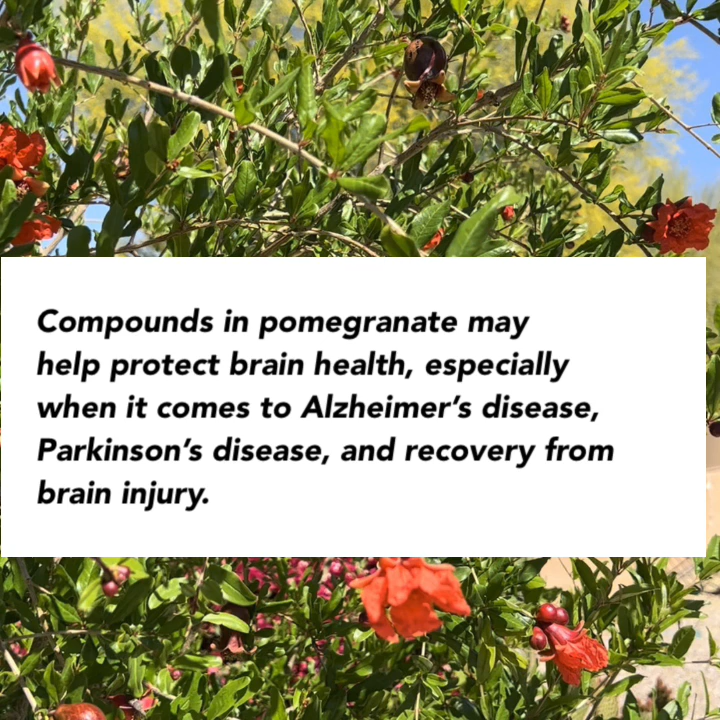 Compounds in pomegranate may
help protect brain health, especially
when it comes to Alzheimer's disease,
Parkinson's disease, and recovery from
brain injury.